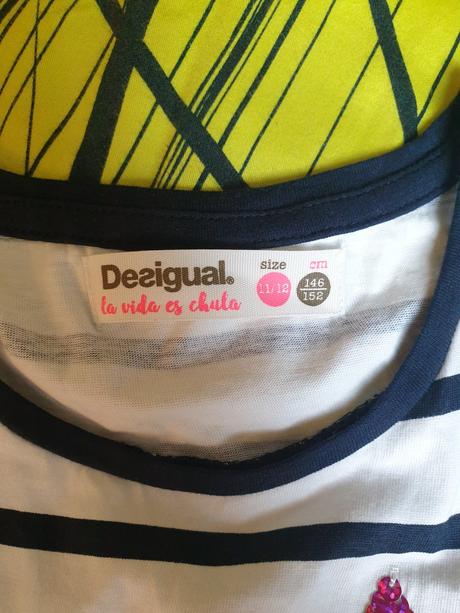 Desigual®
la vida es chula
size
11/12
cm
146
152